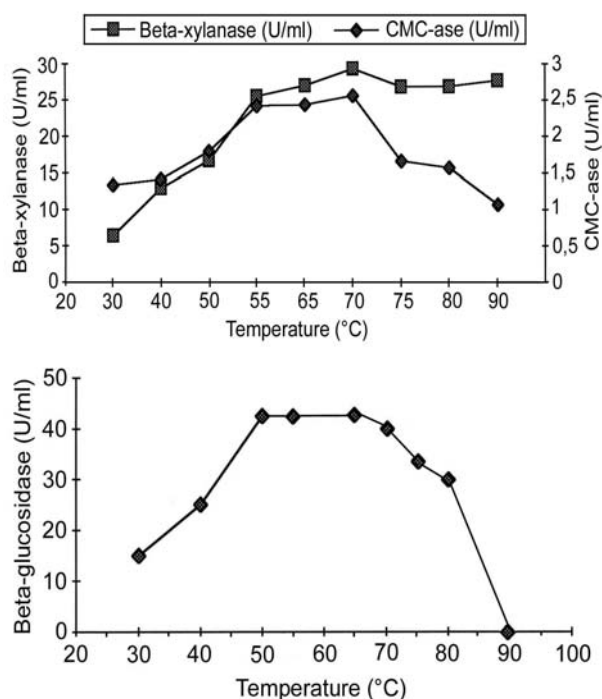 Beta-xylanase (U/ml) CMC-ase (U/ml)
Beta-xylanase (U/ml)
30
25
20
15
10
5
0
3
2,5
2
1,5
1
0,5
0
CMC-ase (U/ml)
20 30 40 50 55 65 70 75 80 90
Temperature (°C)
Beta-glucosidase (U/ml)
50
40
30
20
10
0
20 30 40 50 60 70 80 90 100
Temperature (°C)